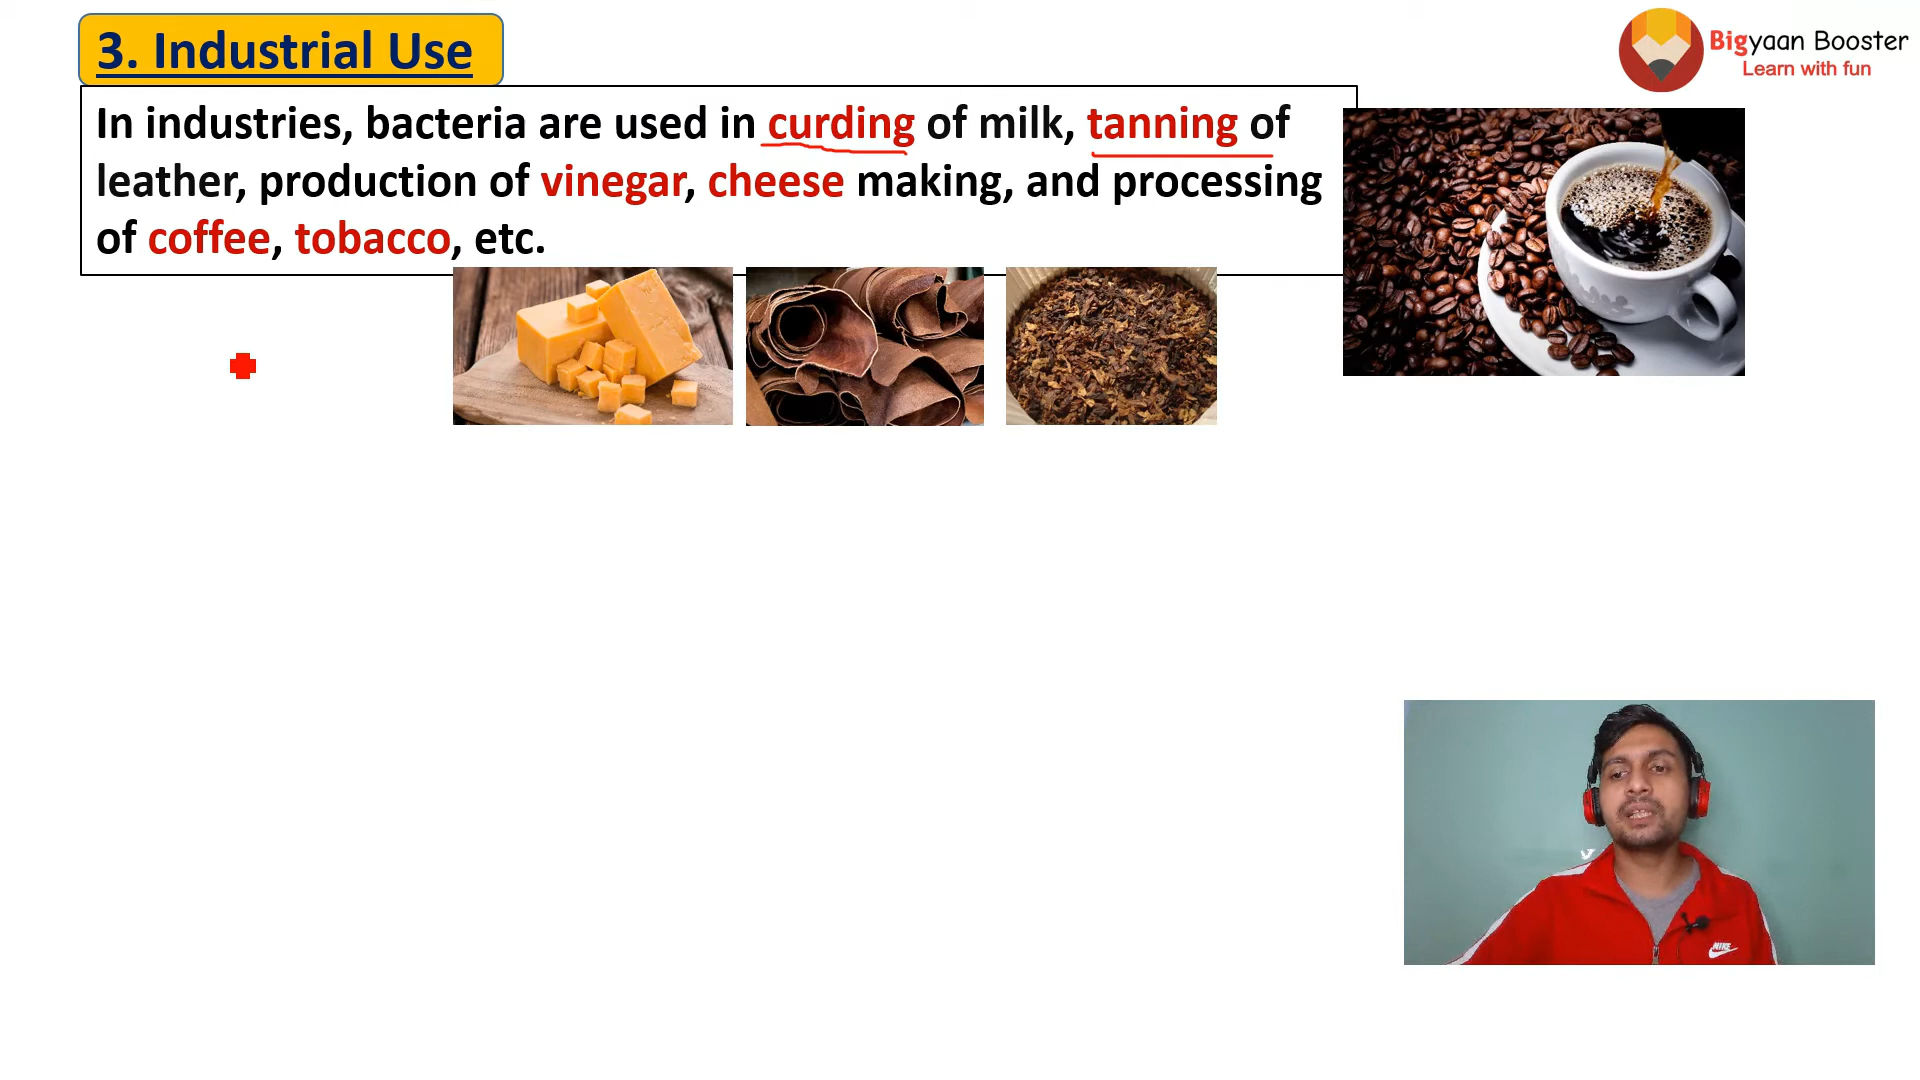 3. Industrial Use
Bigyaan Booster
Learn with fun
In industries, bacteria are used in curding of milk, tanning of
leather, production of vinegar, cheese making, and processing
of coffee, tobacco, etc.
NIKE